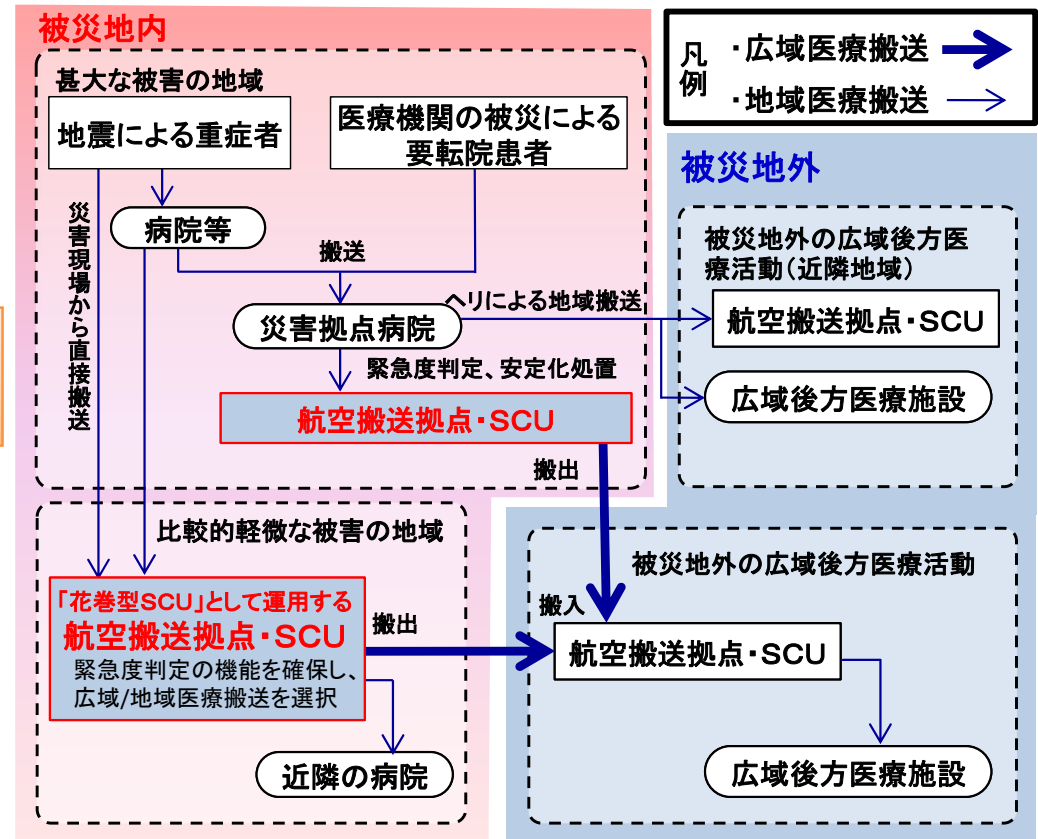 被災地内
甚大な被害の地域
地震による重症者
医療機関の被災による
要転院患者
災害現場から直接搬送
病院等
搬送
災害拠点病院
ヘリによる地域搬送
緊急度判定、安定化処置
航空搬送拠点・SCU
搬出
比較的軽微な被害の地域
「花巻型SCU」として運用する
航空搬送拠点・SCU
緊急度判定の機能を確保し、
広域/地域医療搬送を選択
搬出
近隣の病院
凡例
・広域医療搬送
・地域医療搬送
被災地外
被災地外の広域後方医
療活動(近隣地域)
航空搬送拠点・SCU
広域後方医療施設
被災地外の広域後方医療活動
搬入
航空搬送拠点・SCU
広域後方医療施設